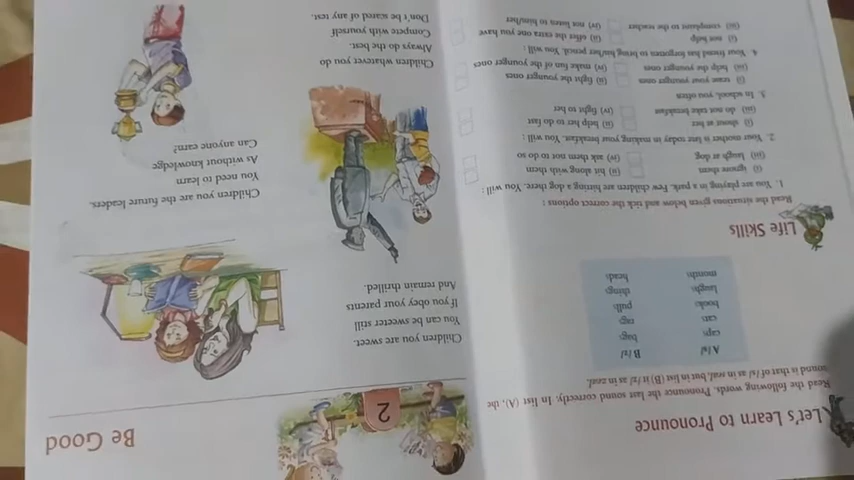 Let's Learn to Pronounce
Read the following words. Pronounce the last sound correctly. In list (A), the
sound is that of /s/ as in seal, but in list (B) it is /z/ as in zeal.
A /s/ B /z/
caps bags
cats rags
books pulls
laughs things
months heads
Life Skills
Read the situations given below and tick the correct options :
1. You are playing in a park. Few children are hitting a dog there. You will :
(i) ignore them (ii) hit along with them
(iii) laugh at dog (iv) ask them not to do so
2. Your mother is late today in making your breakfast. You will :
(i) shout at her (ii) help her to do fast
(iii) do not take breakfast (iv) fight to her
3. In school, you often
(i) tease your younger ones (ii) fight the younger ones
(iii) help the younger ones (iv) make fun of the younger ones
4. Your friend has forgotten to bring his/her pencil. You will :
(i) not help (ii) offer the extra one you have
(iii) complaint to the teacher (iv) not listen to him/her
2
Be Good
Children you are sweet.
You can be sweeter still
If you obey your parents
And remain thrilled.
Children you are the future leaders.
You need to learn
As without knowledge
Can anyone earn?
Children whatever you do
Always do the best.
Compete with yourself
Don't be scared of any test.